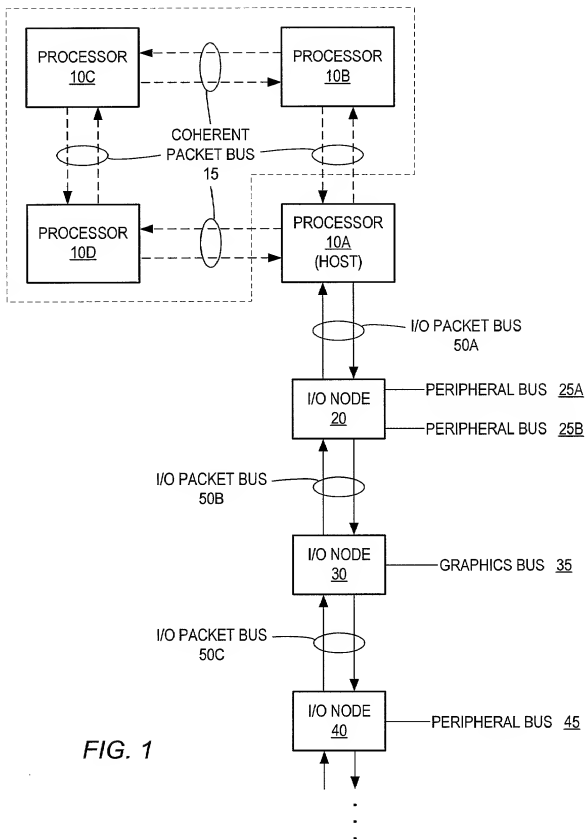 PROCESSOR
10C
PROCESSOR
10B
COHERENT
PACKET BUS
15
PROCESSOR
10D
PROCESSOR
10A
(HOST)
I/O PACKET BUS
50A
I/O NODE
20
PERIPHERAL BUS 25A
PERIPHERAL BUS 25B
I/O PACKET BUS
50B
I/O NODE
30
GRAPHICS BUS 35
I/O PACKET BUS
50C
I/O NODE
40
PERIPHERAL BUS 45
FIG. 1